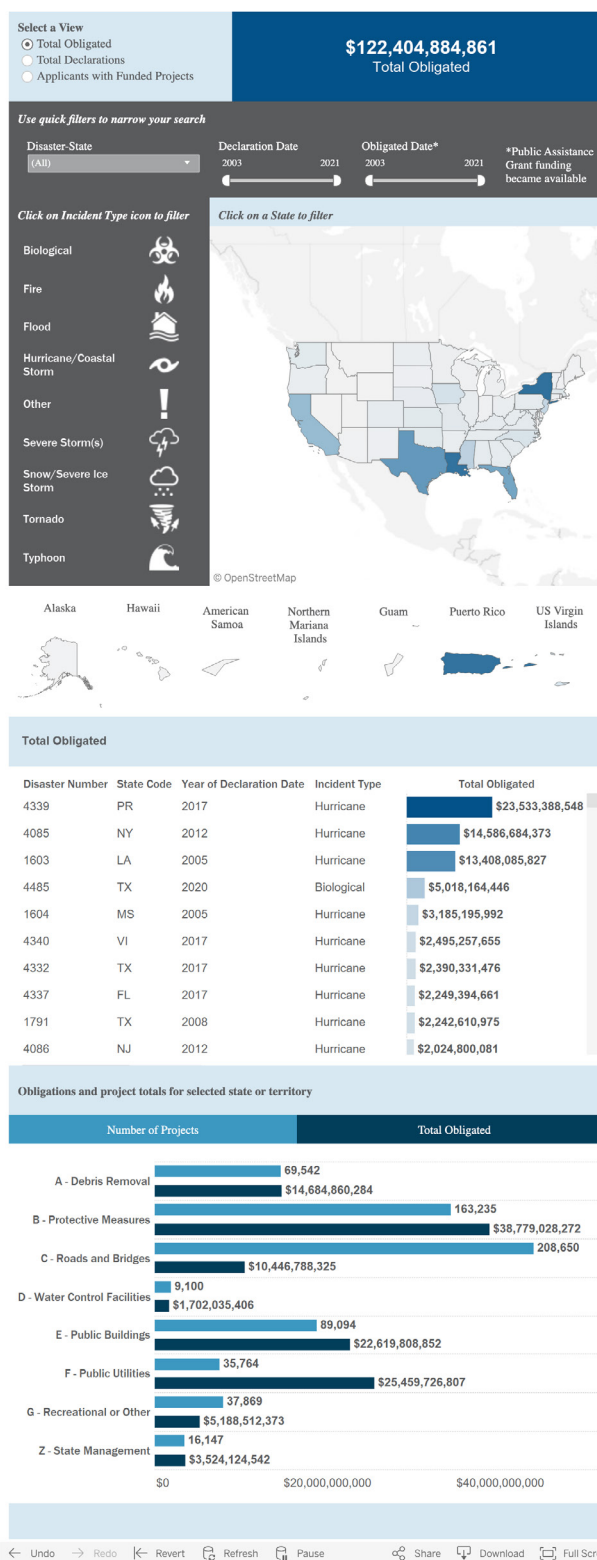 Select a View
Total Obligated
Total Declarations
Applicants with Funded Projects
$122,404,884,861
Total Obligated
Use quick filters to narrow your search
Disaster-State
(All)
Declaration Date
2003 2021
Obligated Date*
2003 2021
*Public Assistance
Grant funding
became available
Click on Incident Type icon to filter
Biological
Fire
Flood
Hurricane/Coastal
Storm
Other
Severe Storm(s)
Snow/Severe Ice
Storm
Tornado
Typhoon
Click on a State to filter
© OpenStreetMap
Alaska
Hawaii
American
Samoa
Northern
Mariana
Islands
Guam
Puerto Rico
US Virgin
Islands
Total Obligated
Disaster Number State Code Year of Declaration Date Incident Type Total Obligated
4339 PR 2017 Hurricane $23,533,388,548
4085 NY 2012 Hurricane $14,586,684,373
1603 LA 2005 Hurricane $13,408,085,827
4485 TX 2020 Biological $5,018,164,446
1604 MS 2005 Hurricane $3,185,195,992
4340 VI 2017 Hurricane $2,495,257,655
4332 TX 2017 Hurricane $2,390,331,476
4337 FL 2017 Hurricane $2,249,394,661
1791 TX 2008 Hurricane $2,242,610,975
4086 NJ 2012 Hurricane $2,024,800,081
Obligations and project totals for selected state or territory
Number of Projects Total Obligated
A - Debris Removal
69,542
$14,684,860,284
B - Protective Measures
163,235
$38,779,028,272
C - Roads and Bridges
208,650
$10,446,788,325
D - Water Control Facilities
9,100
$1,702,035,406
E - Public Buildings
89,094
$22,619,808,852
F - Public Utilities
35,764
$25,459,726,807
G - Recreational or Other
37,869
$5,188,512,373
Z - State Management
16,147
$3,524,124,542
$0 $20,000,000,000 $40,000,000,000
Undo Redo Revert Refresh Pause Share Download Full Scr